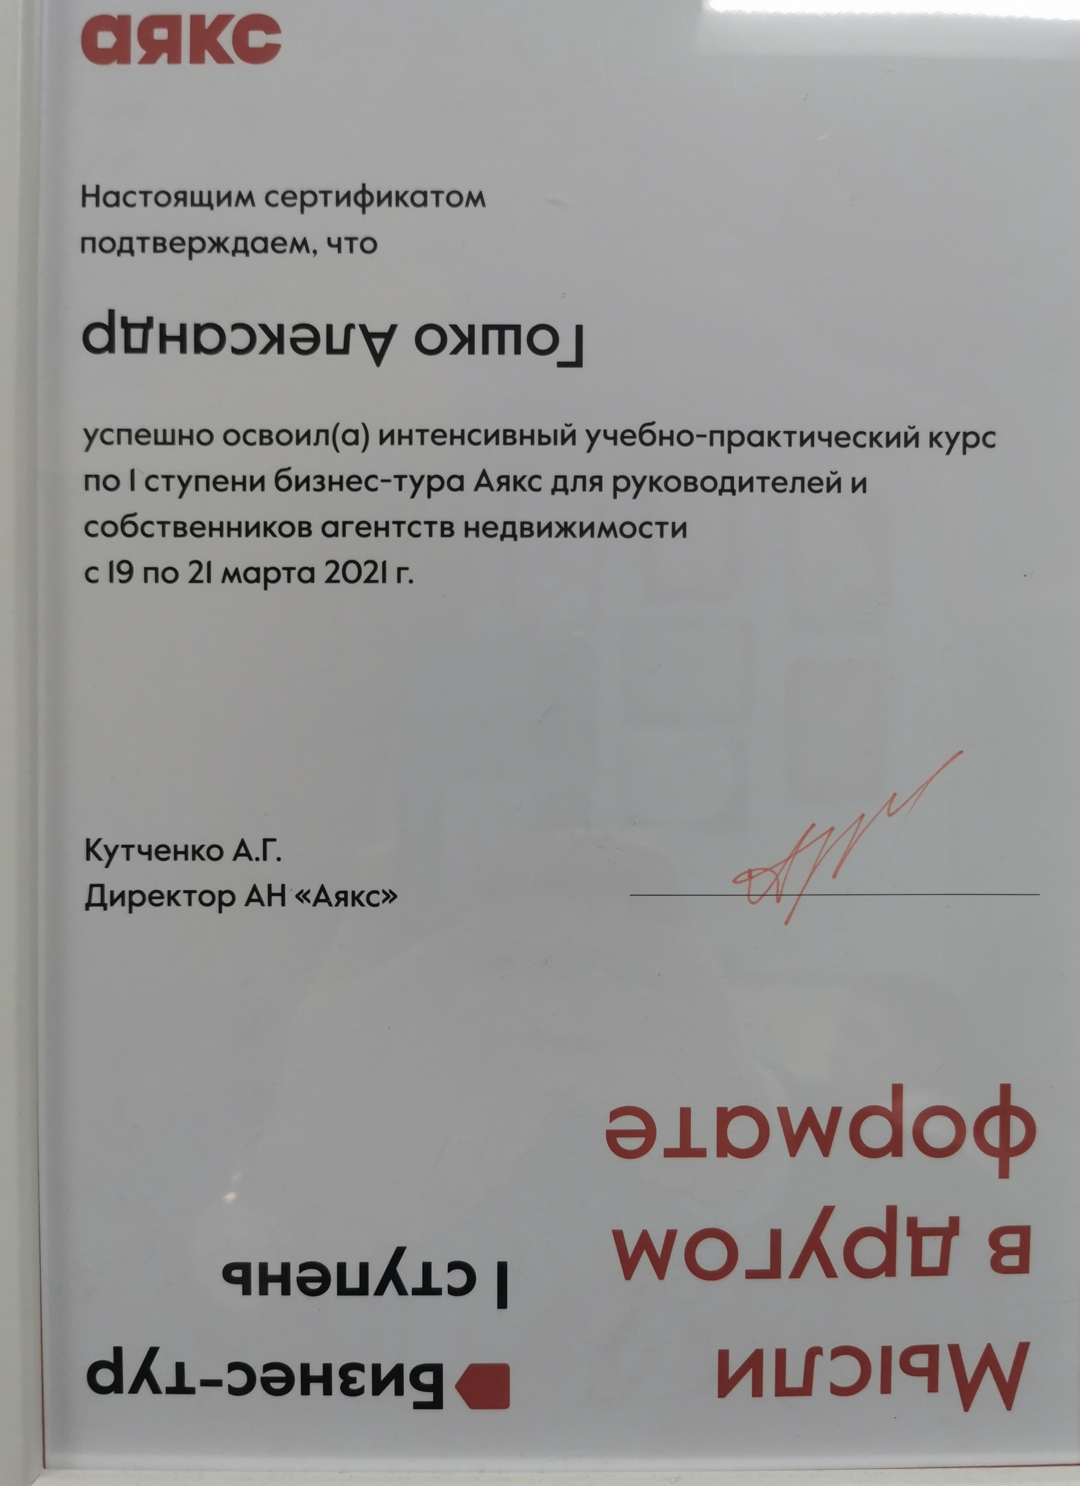 аякс
Настоящим сертификатом
подтверждаем, что
Гошко Александр
успешно освоил(а) интенсивный учебно-практический курс
по I ступени бизнес-тура Аякс для руководителей и
собственников агентств недвижимости
с 19 по 21 марта 2021 г.
Кутченко А.Г.
Директор АН «Аякс»
Мысли
в другом
формате
Бизнес-тур
I ступень